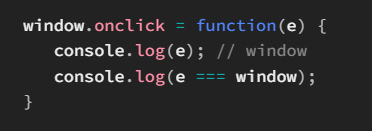 window.onclick = function(e) {
   console.log(e); // window
   console.log(e === window);
}